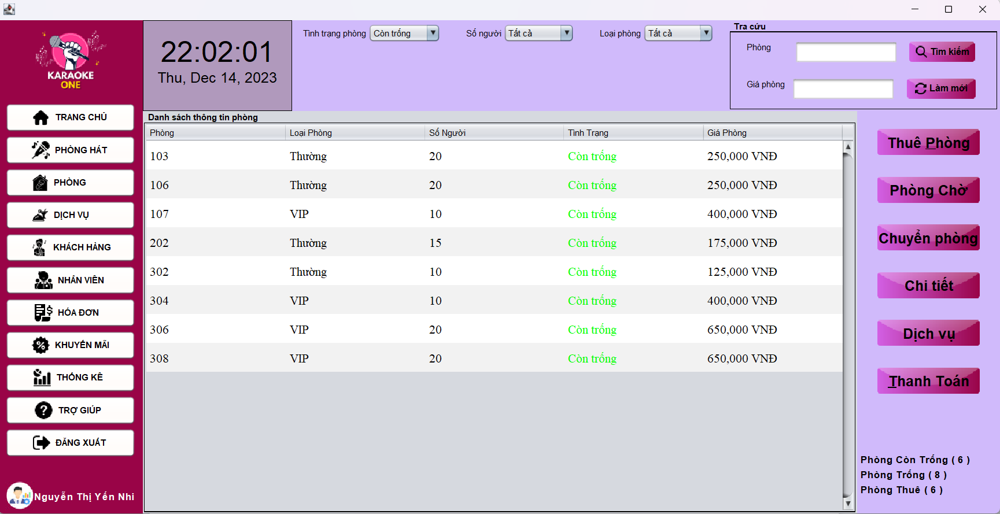 KARAOKE
ONE
TRANG CHỦ
PHÒNG HÁT
PHÒNG
DỊCH VỤ
KHÁCH HÀNG
NHÂN VIÊN
HÓA ĐƠN
KHUYẾN MÃI
THỐNG KÊ
TRỢ GIÚP
ĐĂNG XUẤT
Nguyễn Thị Yến Nhi
22:02:01
Thu, Dec 14, 2023
Tình trạng phòng Còn trống Số người Tất cả Loại phòng Tất cả
Tra cứu
Phòng Tìm kiếm
Giá phòng Làm mới
Danh sách thông tin phòng
Phòng Loại Phòng Số Người Tình Trạng Giá Phòng
103 Thường 20 Còn trống 250,000 VNĐ
106 Thường 20 Còn trống 250,000 VNĐ
107 VIP 10 Còn trống 400,000 VNĐ
202 Thường 15 Còn trống 175,000 VNĐ
302 Thường 10 Còn trống 125,000 VNĐ
304 VIP 10 Còn trống 400,000 VNĐ
306 VIP 20 Còn trống 650,000 VNĐ
308 VIP 20 Còn trống 650,000 VNĐ
Thuê Phòng
Phòng Chờ
Chuyển phòng
Chi tiết
Dịch vụ
Thanh Toán
Phòng Còn Trống ( 6 )
Phòng Trống ( 8 )
Phòng Thuê ( 6 )